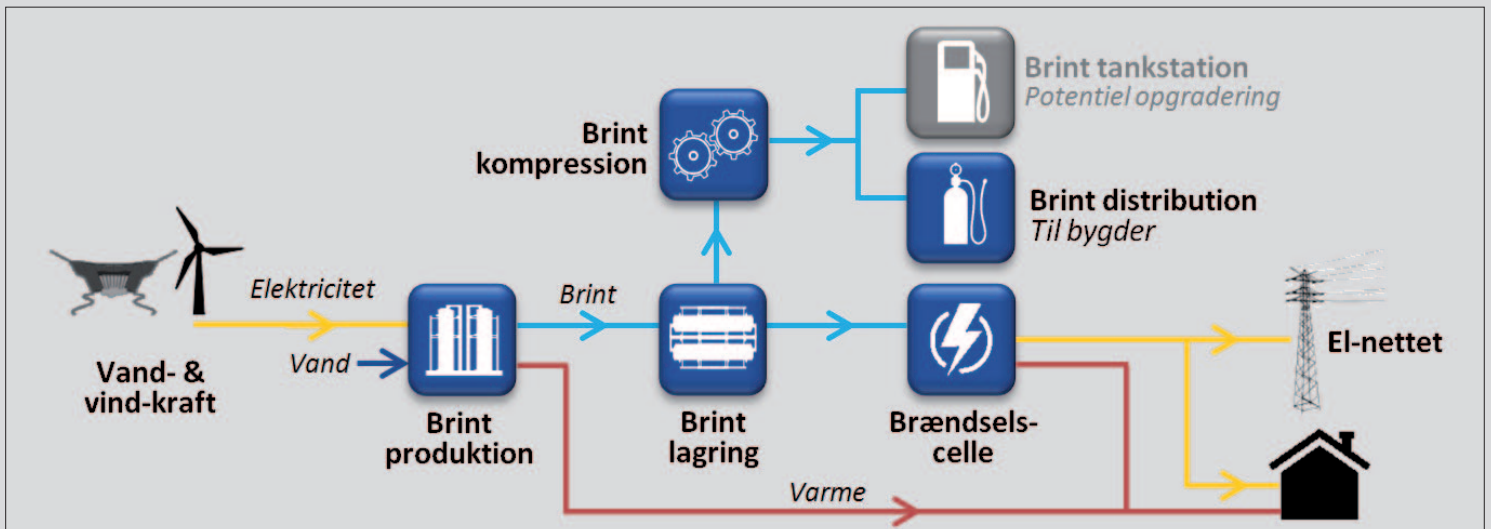 Brint tankstation
Potentiel opgradering
Brint
kompression
Brint distribution
Til bygder
Elektricitet
Brint
Vand
Vand- &
vind-kraft
Brint
produktion
Brint
lagring
Brændsels-
celle
El-nettet
Varme